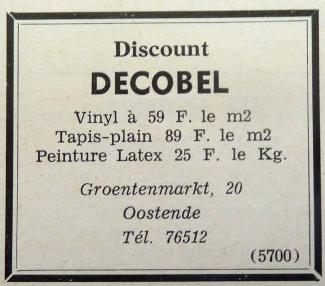 Discount
DECOBEL
Vinyl à 59 F. le m2
Tapis-plain 89 F. le m2
Peinture Latex 25 F. le Kg.
Groentenmarkt, 20
Oostende
Tél. 76512
(5700)